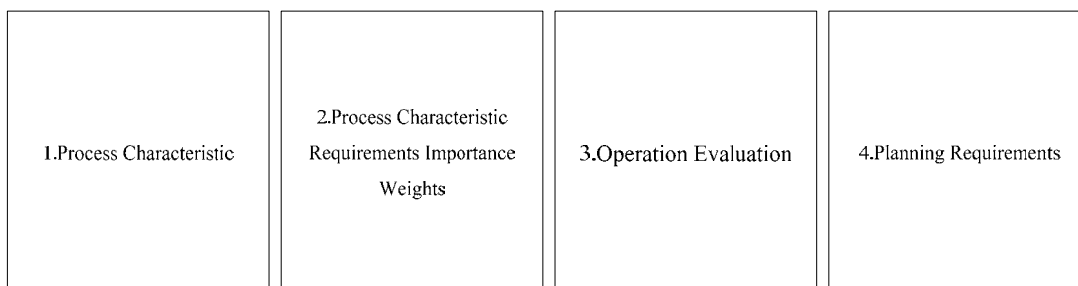 1.Process Characteristic
2.Process Characteristic
Requirements Importance
Weights
3.Operation Evaluation
4.Planning Requirements